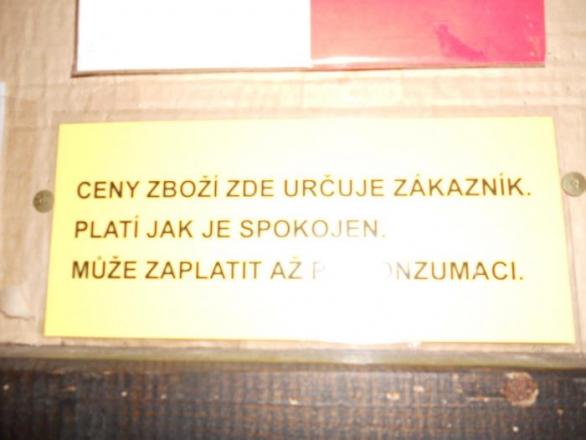 CENY ZBOŽÍ ZDE URČUJE ZÁKAZNÍK.
PLATÍ JAK JE SPOKOJEN.
MŮŽE ZAPLATIT AŽ